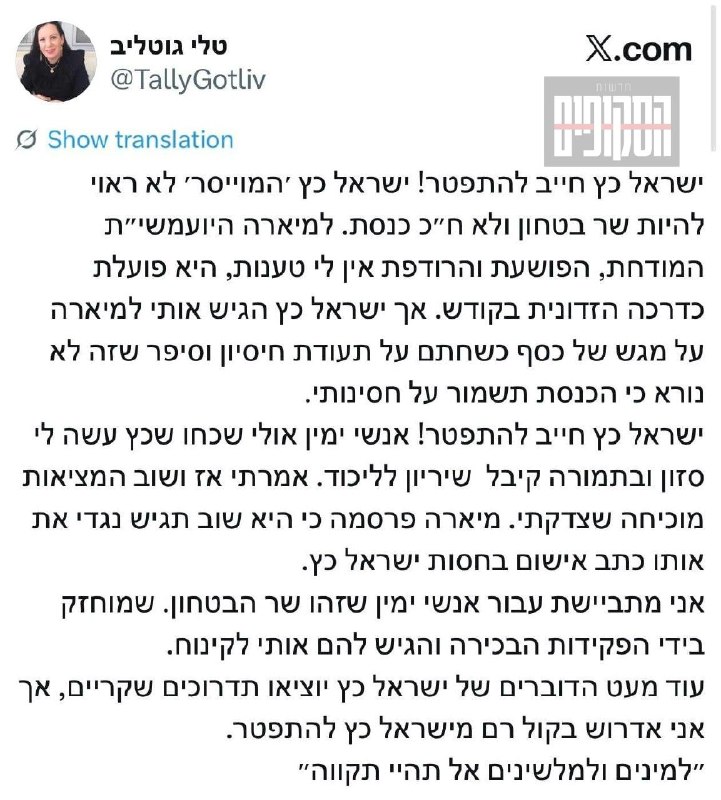 טלי גוטליב
@TallyGotliv
X.com
חדשות
הסקופים
Show translation
ישראל כץ חייב להתפטר! ישראל כץ ׳המוייסר׳ לא ראוי
להיות שר בטחון ולא ח״כ כנסת. למיארה היועמשי״ת
המודחת, הפושעת והרודפת אין לי טענות, היא פועלת
כדרכה הזדונית בקודש. אך ישראל כץ הגיש אותי למיארה
על מגש של כסף כשחתם על תעודת חיסיון וסיפר שזה לא
נורא כי הכנסת תשמור על חסינותי.
ישראל כץ חייב להתפטר! אנשי ימין אולי שכחו שכץ עשה לי
סזון ובתמורה קיבל  שיריון לליכוד. אמרתי אז ושוב המציאות
מוכיחה שצדקתי. מיארה פרסמה כי היא שוב תגיש נגדי את
אותו כתב אישום בחסות ישראל כץ.
אני מתביישת עבור אנשי ימין שזהו שר הבטחון. שמוחזק
בידי הפקידות הבכירה והגיש להם אותי לקינוח.
עוד מעט הדוברים של ישראל כץ יוציאו תדרוכים שקריים, אך
אני אדרוש בקול רם מישראל כץ להתפטר.
״למינים ולמלשינים אל תהיי תקווה״